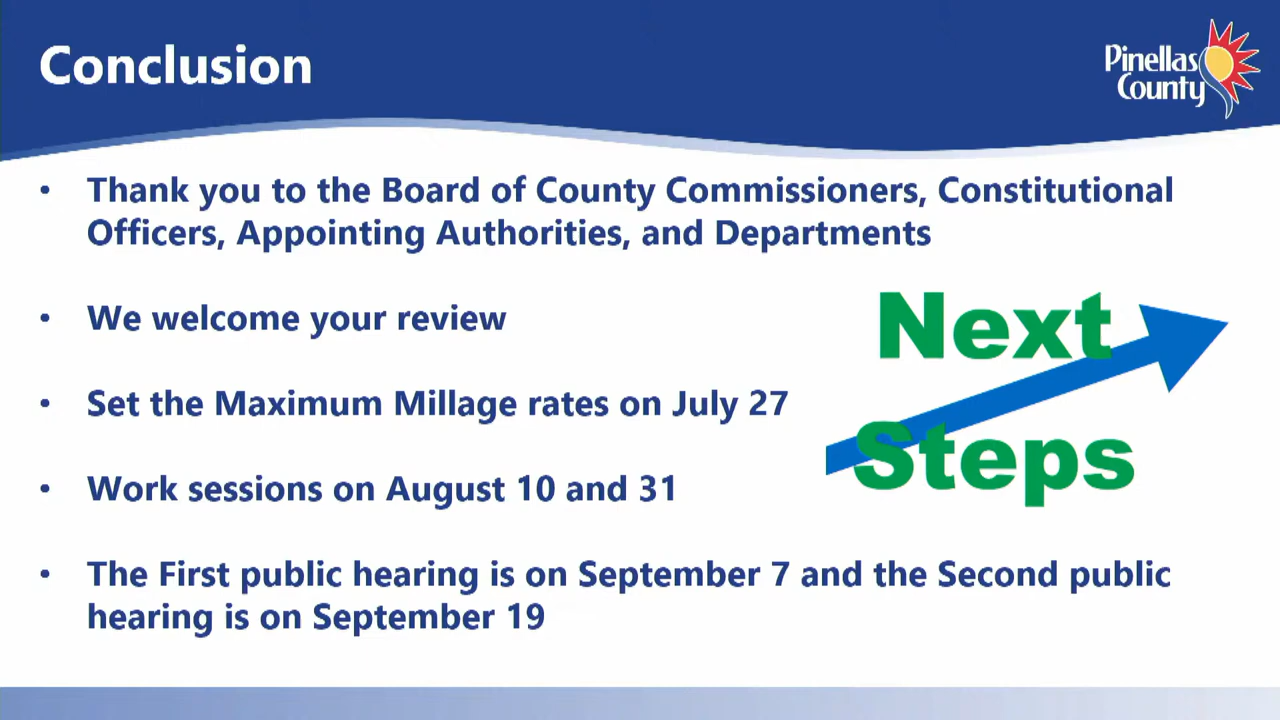 Conclusion
Pinellas
County
• Thank you to the Board of County Commissioners, Constitutional
Officers, Appointing Authorities, and Departments
• We welcome your review
• Set the Maximum Millage rates on July 27
• Work sessions on August 10 and 31
• The First public hearing is on September 7 and the Second public
hearing is on September 19
Next
Steps